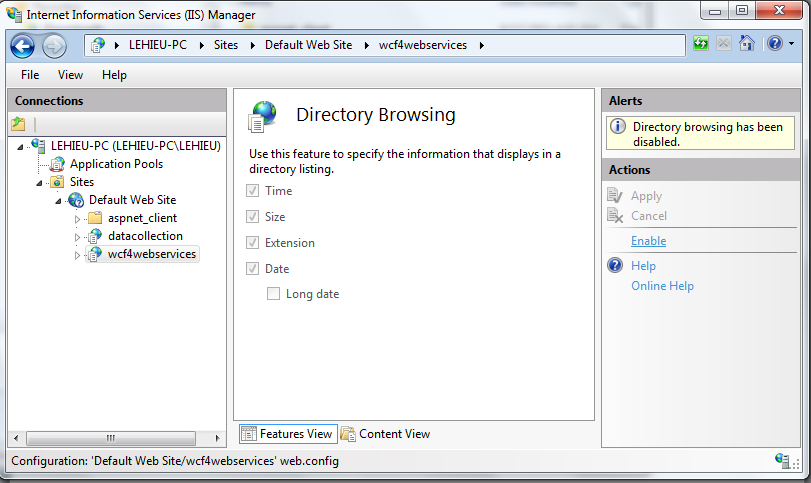 Internet Information Services (IIS) Manager
LEHIEU-PC Sites Default Web Site wcf4webservices
File View Help
Connections
LEHIEU-PC (LEHIEU-PC\LEHIEU)
Application Pools
Sites
Default Web Site
aspnet_client
datacollection
wcf4webservices
Directory Browsing
Use this feature to specify the information that displays in a
directory listing.
Time
Size
Extension
Date
Long date
Features View Content View
Alerts
Directory browsing has been
disabled.
Actions
Apply
Cancel
Enable
Help
Online Help
Configuration: 'Default Web Site/wcf4webservices' web.config